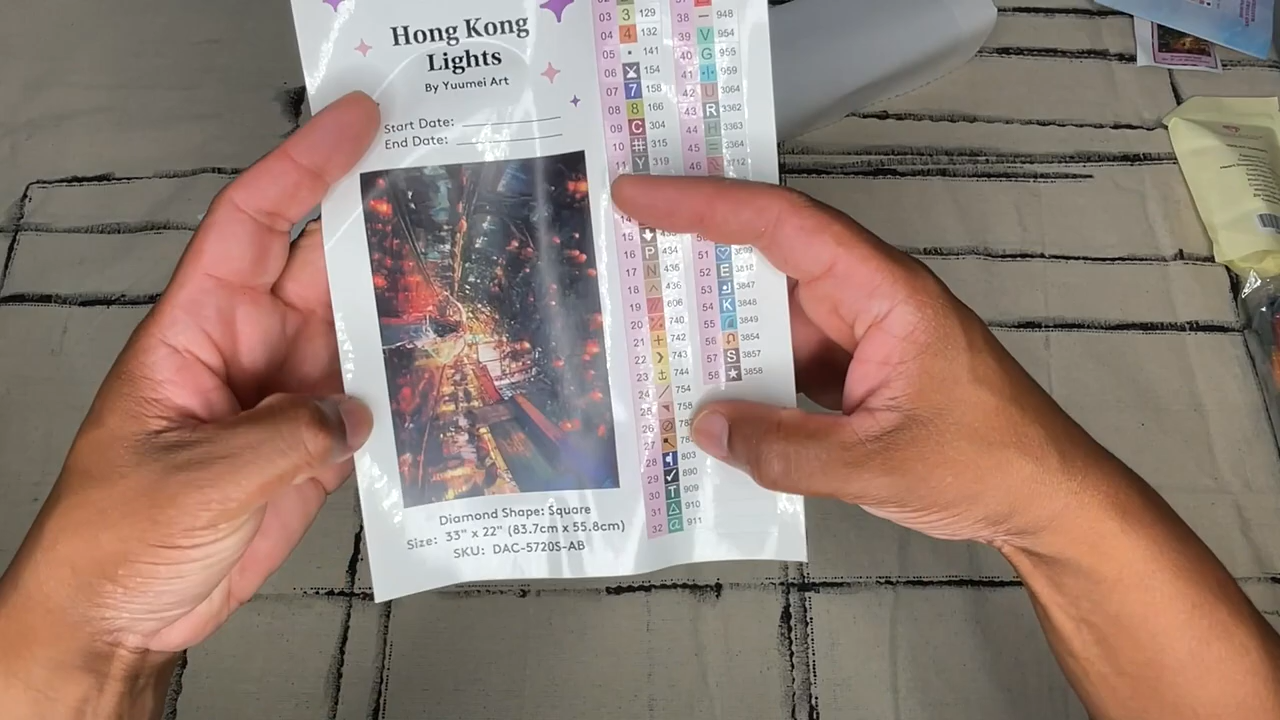 Hong Kong
Lights
By Yuumei Art
Start Date:
End Date:
Diamond Shape: Square
Size: 33" x 22" (83.7cm x 55.8cm)
SKU: DAC-5720S-AB
03 3 129
04 4 132
05 · 141
06 154
07 7 158
08 8 166
09 C 304
10 # 315
11 Y 319
14
15
16 P 434
17 N 435
18 ^ 436
19 // 606
20 740
21 + 742
22 743
23 744
24 / 754
25 758
26
27
28 803
29 ✓ 890
30 T 909
31 △ 910
32 a 911
38 — 948
39 V 954
40 G 955
41 959
42 U 3064
43 R 3362
44 H 3363
45 = 3364
46 3712
51 ♡ 3809
52 E 3818
53 3847
54 K 3848
55 3849
56 3854
57 S 3857
58 ★ 3858